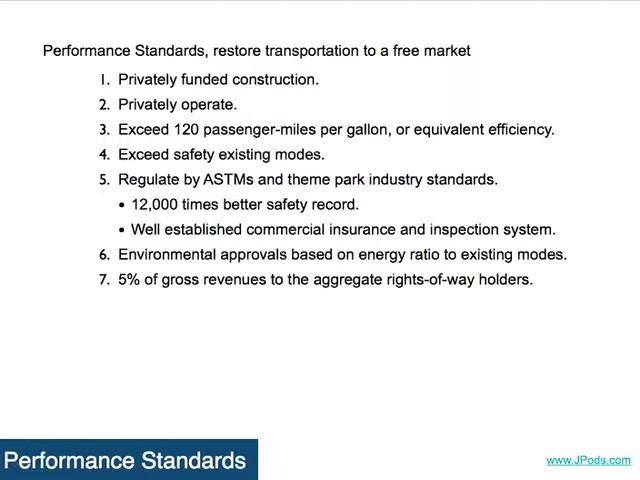 Performance Standards, restore transportation to a free market
1. Privately funded construction.
2. Privately operate.
3. Exceed 120 passenger-miles per gallon, or equivalent efficiency.
4. Exceed safety existing modes.
5. Regulate by ASTMs and theme park industry standards.
• 12,000 times better safety record.
• Well established commercial insurance and inspection system.
6. Environmental approvals based on energy ratio to existing modes.
7. 5% of gross revenues to the aggregate rights-of-way holders.
Performance Standards
www.JPods.com